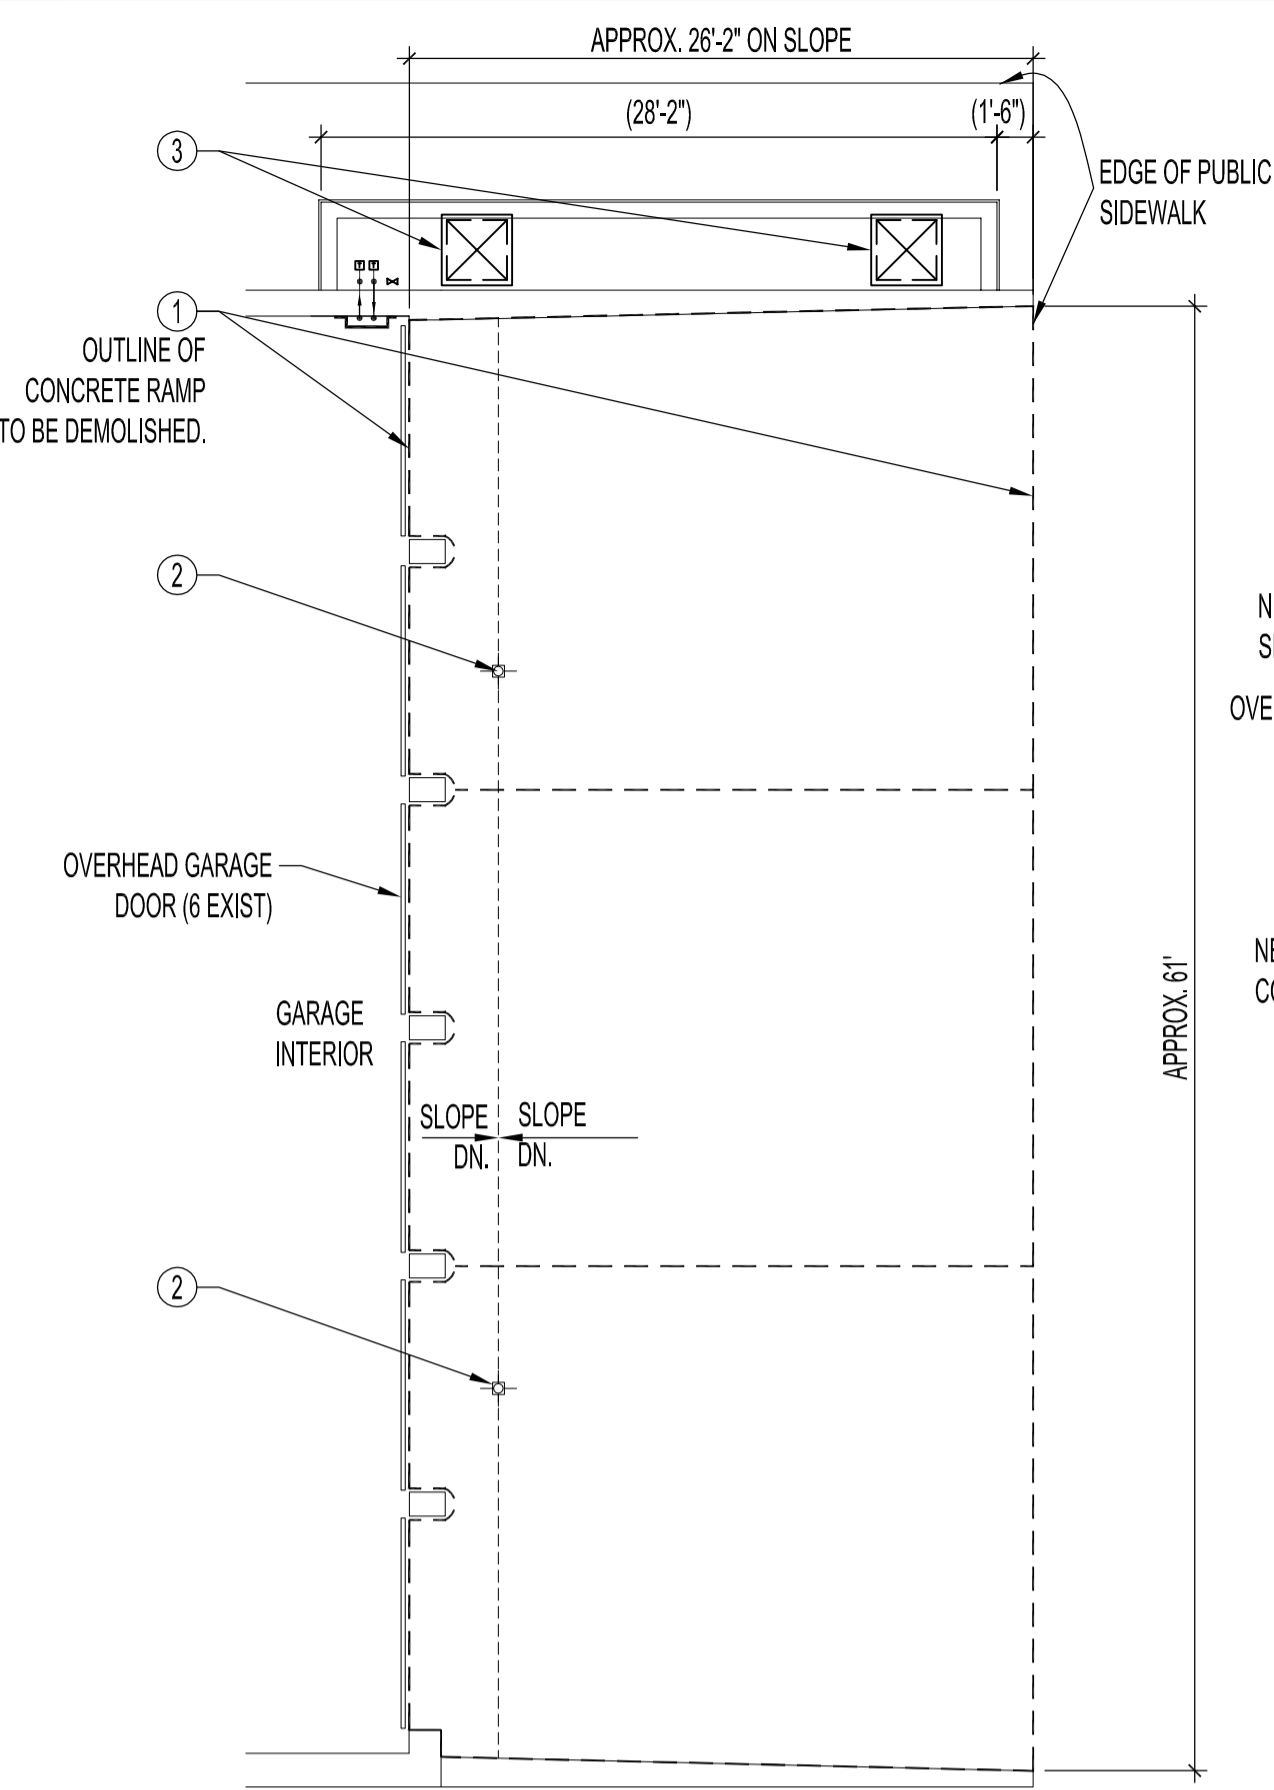 APPROX. 26'-2" ON SLOPE
(28'-2")
(1'-6")
3
EDGE OF PUBLIC
SIDEWALK
1
OUTLINE OF
CONCRETE RAMP
TO BE DEMOLISHED.
2
OVERHEAD GARAGE
DOOR (6 EXIST)
GARAGE
INTERIOR
APPROX. 61'
SLOPE
DN.
SLOPE
DN.
2